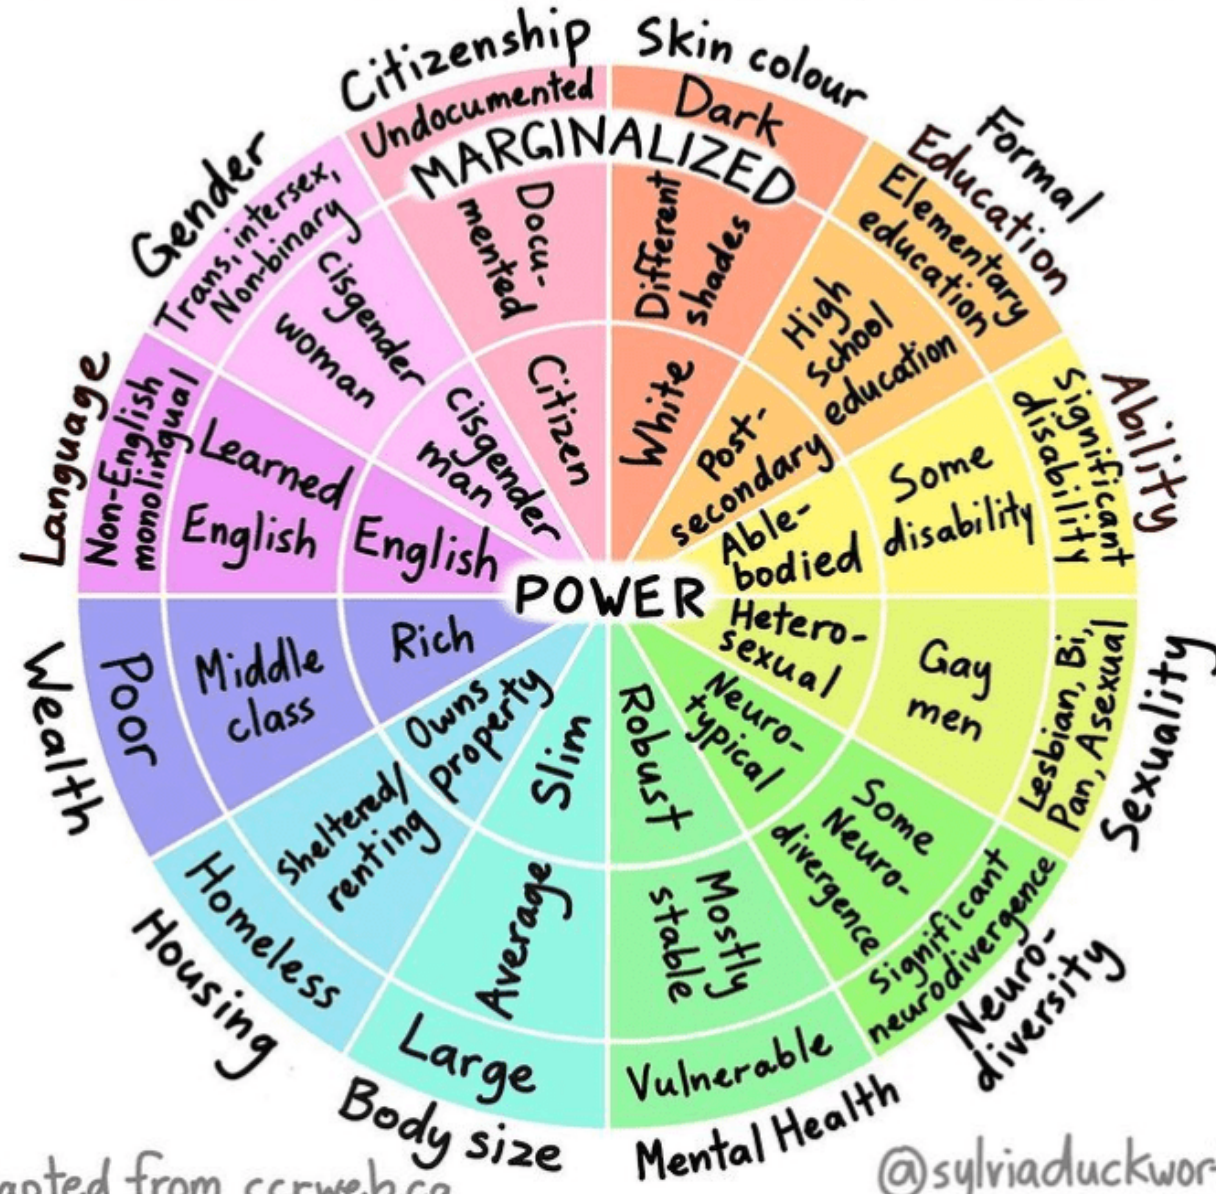 Citizenship
Undocumented
Docu-
mented
Citizen
Skin colour
Dark
Different
shades
White
MARGINALIZED
Formal
Education
Elementary
education
High
school
education
Post-
secondary
Ability
Significant
disability
Some
disability
Able-
bodied
Sexuality
Lesbian, Bi,
Pan, Asexual
Gay
men
Hetero-
sexual
Neuro-
diversity
Significant
neurodivergence
Some
Neuro-
divergence
Neuro-
typical
Mental Health
Vulnerable
Mostly
stable
Robust
Body size
Large
Average
Slim
Housing
Homeless
Sheltered/
renting
Owns
property
Wealth
Poor
Middle
class
Rich
Language
Non-English
monolingual
Learned
English
English
Gender
Trans, intersex,
Non-binary
Cisgender
woman
Cisgender
man
POWER
from ccrweb.ca
@sylviaduckwor